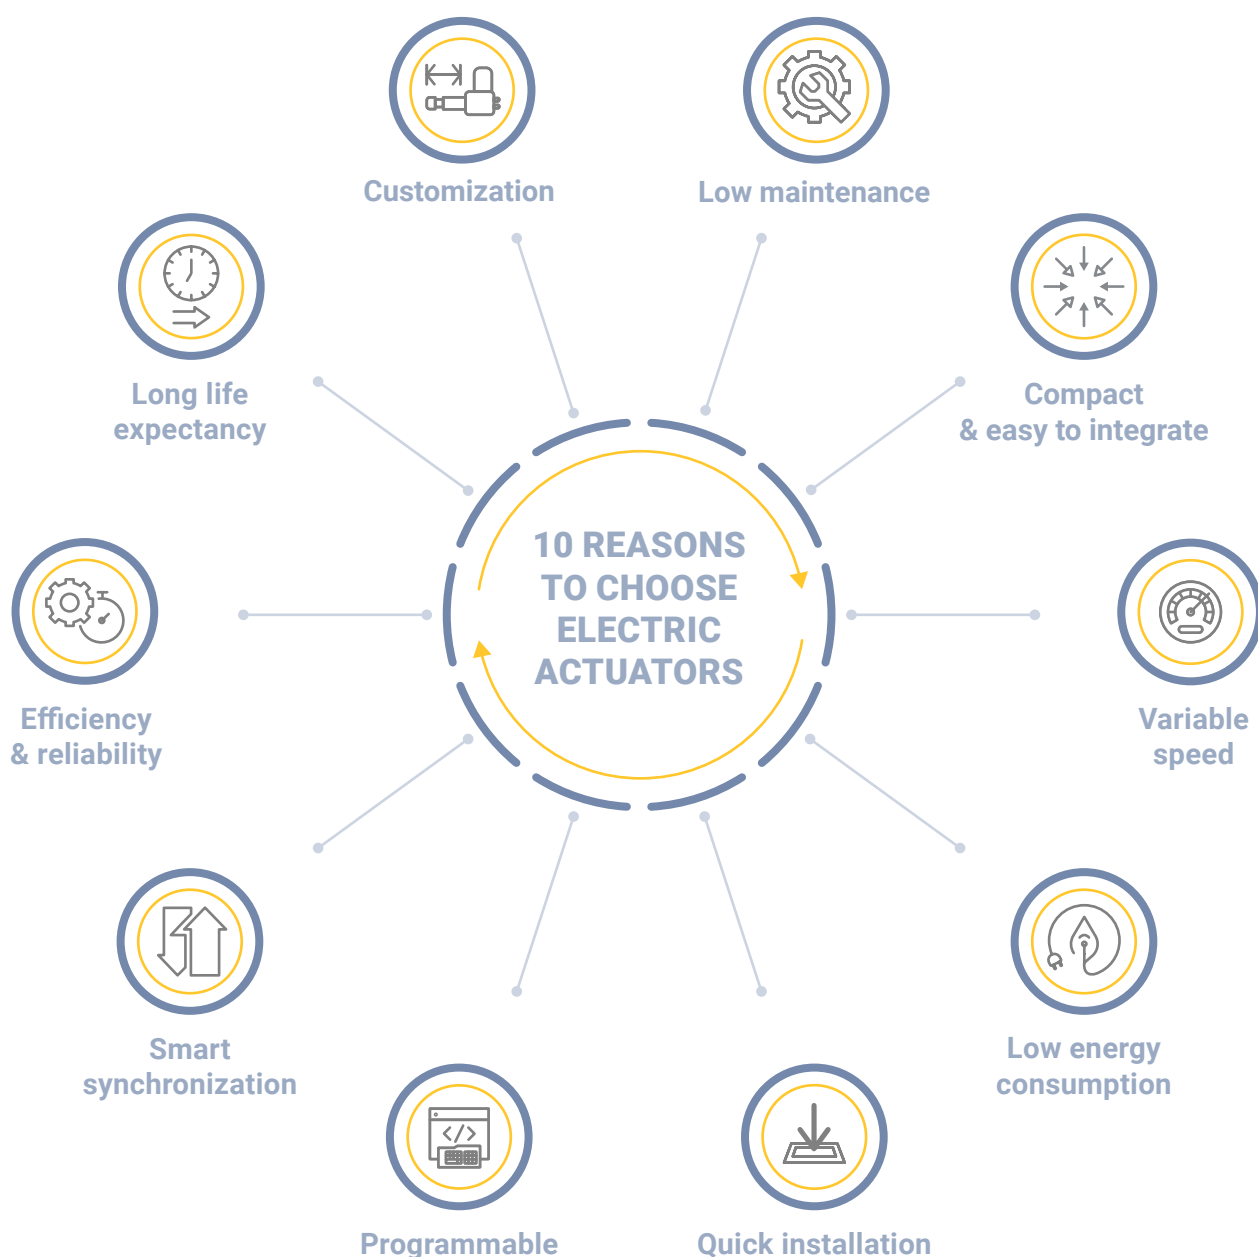 Customization
Low maintenance
Long life
expectancy
Compact
& easy to integrate
10 REASONS
TO CHOOSE
ELECTRIC
ACTUATORS
Efficiency
& reliability
Variable
speed
Smart
synchronization
Low energy
consumption
</>
Programmable
Quick installation